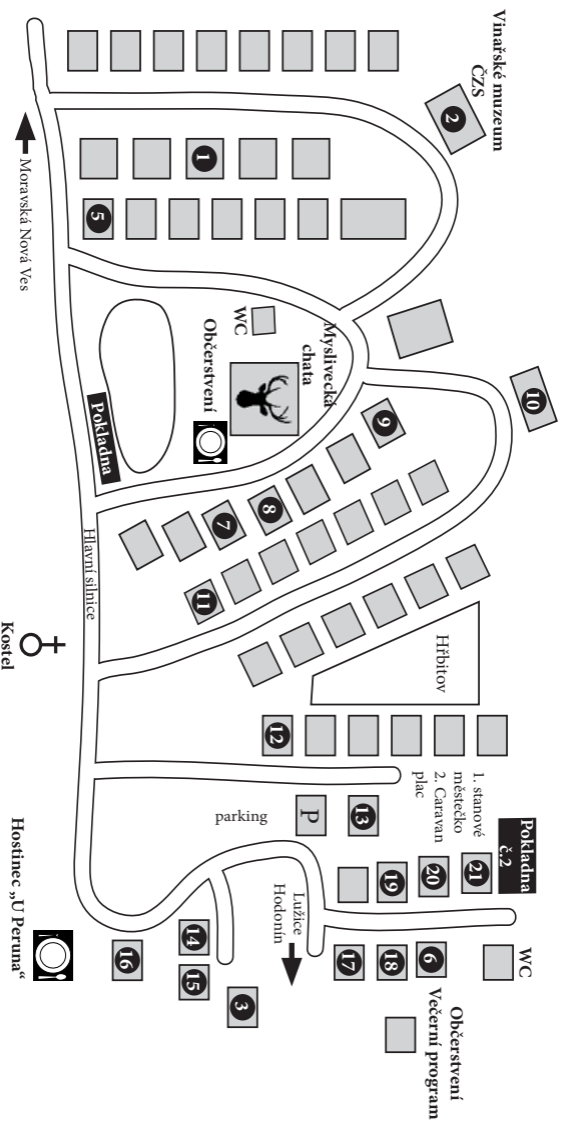 Vinařské muzeum
ČZS
2
1
5
Moravská Nová Ves
WC
Občerstvení
Myslivecká
chata
Pokladna
10
9
8
7
11
Hlavní silnice
Kostel
Hřbitov
12
1. stanové
městečko
2. Caravan
plac
Pokladna
č.2
parking
P
13
21
20
19
Lužice
Hodonín
14
15
16
3
17
18
6
WC
Občerstvení
Večerní program
Hostinec „U Peruna“